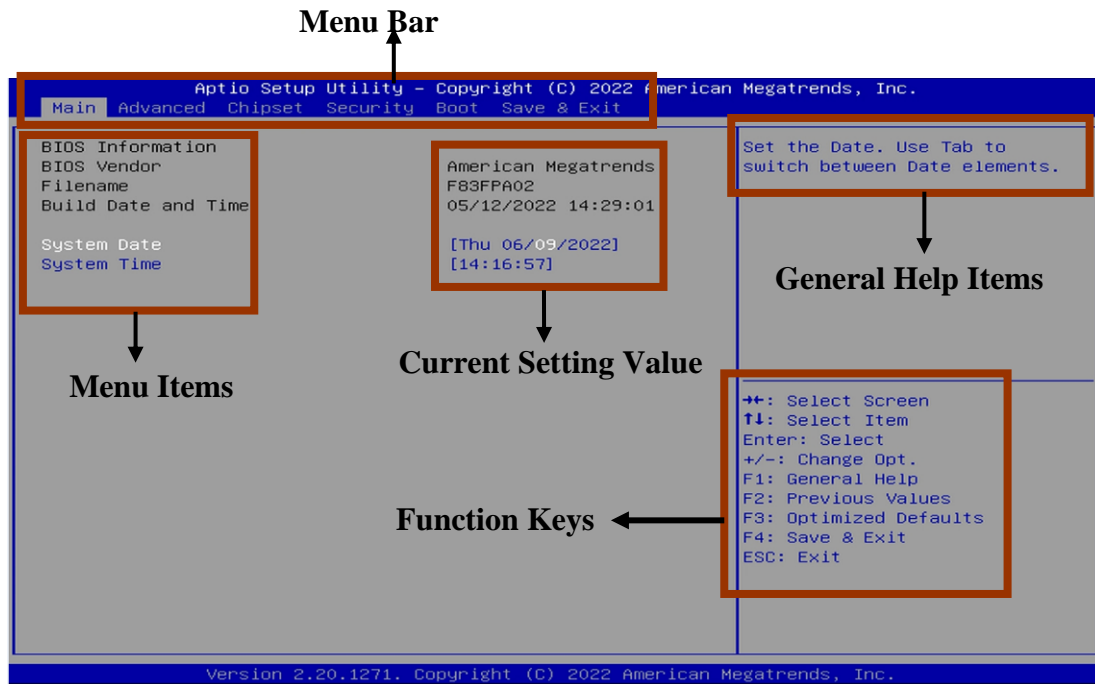 Menu Bar
Aptio Setup Utility – Copyright (C) 2022 American Megatrends, Inc.
Main Advanced Chipset Security Boot Save & Exit
BIOS Information
BIOS Vendor American Megatrends
Filename F83FPA02
Build Date and Time 05/12/2022 14:29:01
System Date [Thu 06/09/2022]
System Time [14:16:57]
Set the Date. Use Tab to
switch between Date elements.
General Help Items
Current Setting Value
Menu Items
→←: Select Screen
↑↓: Select Item
Enter: Select
+/-: Change Opt.
F1: General Help
F2: Previous Values
F3: Optimized Defaults
F4: Save & Exit
ESC: Exit
Function Keys
Version 2.20.1271. Copyright (C) 2022 American Megatrends, Inc.